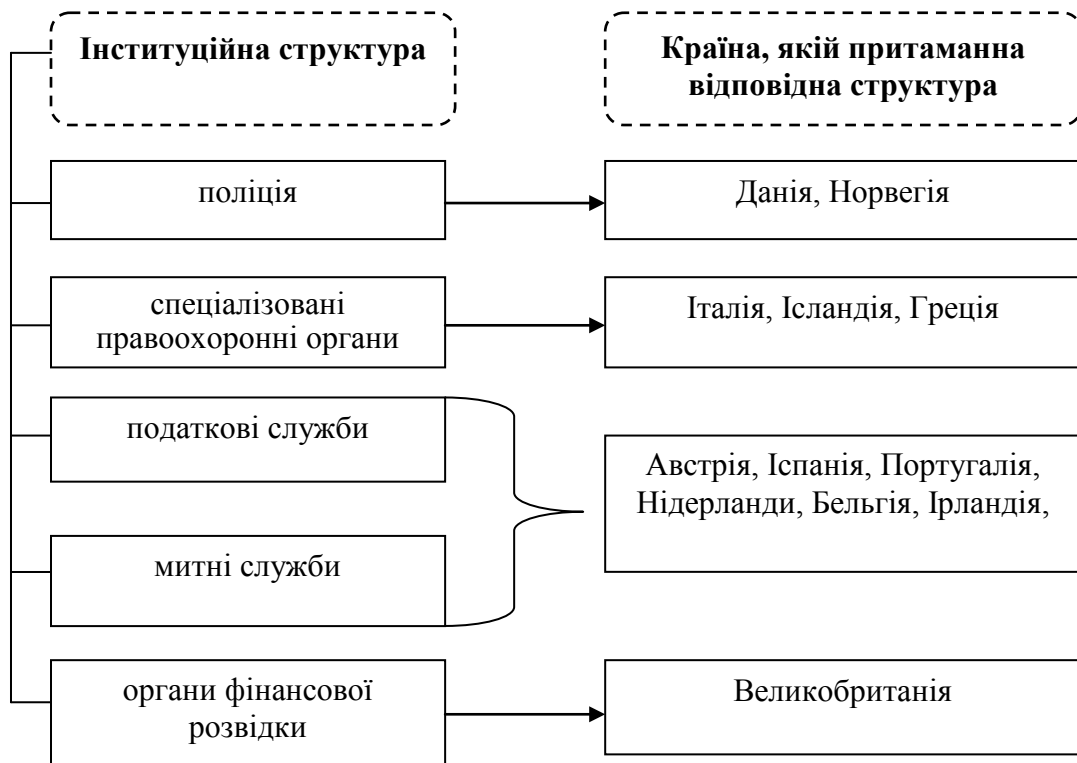 Інституційна структура
Країна, якій притаманна
відповідна структура
поліція
Данія, Норвегія
спеціалізовані
правоохоронні органи
Італія, Ісландія, Греція
податкові служби
митні служби
Австрія, Іспанія, Португалія,
Нідерланди, Бельгія, Ірландія,
органи фінансової
розвідки
Великобританія